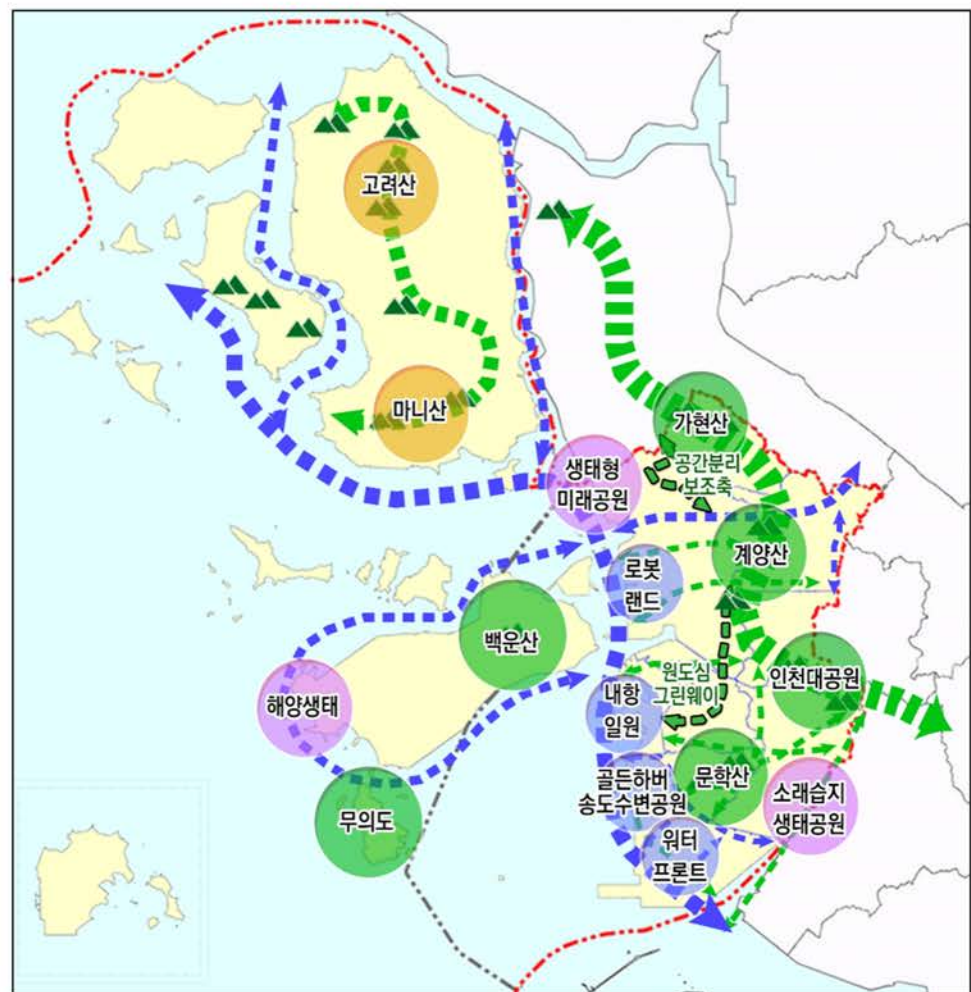 고려산
마니산
가현산
생태형
미래공원
공간분리
보조축
계양산
로봇
랜드
백운산
해양생태
원도심
그린웨이
인천대공원
내항
일원
문학산
골든하버
송도수변공원
소래습지
생태공원
무의도
워터
프론트